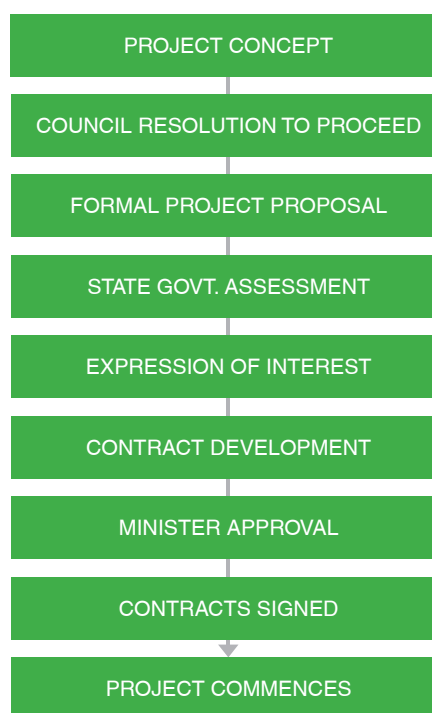 PROJECT CONCEPT
COUNCIL RESOLUTION TO PROCEED
FORMAL PROJECT PROPOSAL
STATE GOVT. ASSESSMENT
EXPRESSION OF INTEREST
CONTRACT DEVELOPMENT
MINISTER APPROVAL
CONTRACTS SIGNED
PROJECT COMMENCES